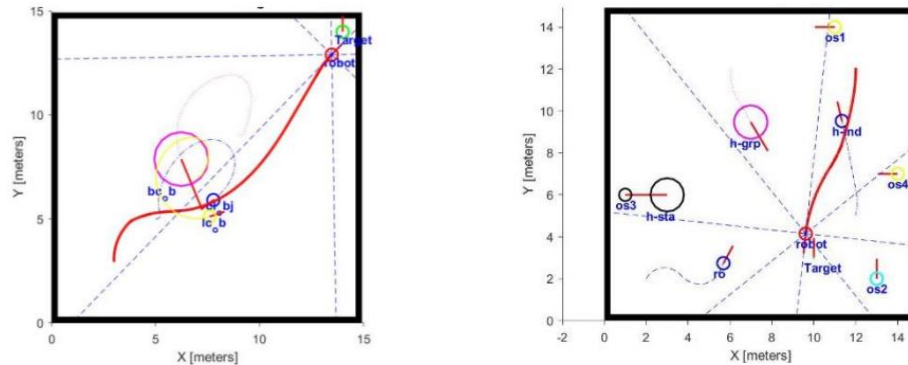 15
10
5
0
0
5
10
15
Y [meters]
X [meters]
Target
robot
bc_b
cr_bj
lc_b
14
12
10
8
6
4
2
0
-2
0
2
4
6
8
10
12
14
Y [meters]
X [meters]
os1
h-ind
h-grp
os4
os3
h-sta
robot
ro
Target
os2